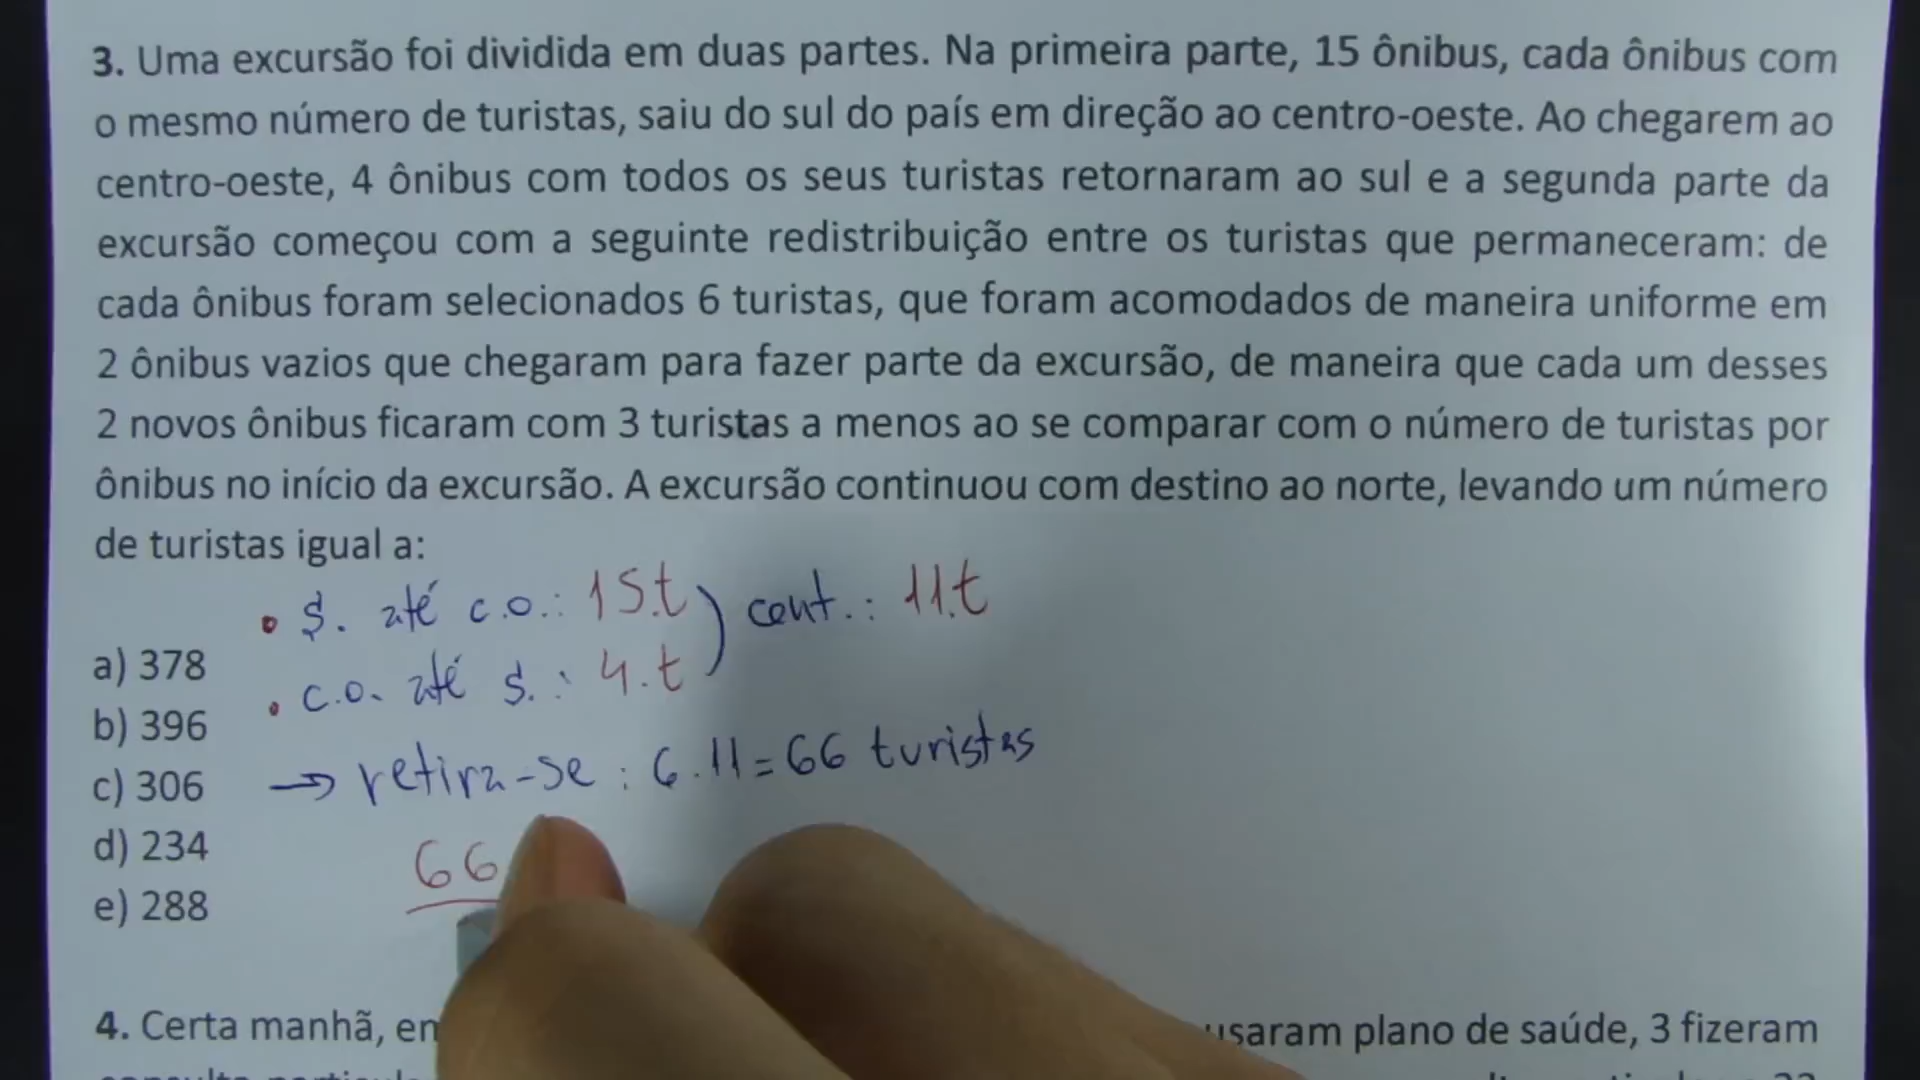 3. Uma excursão foi dividida em duas partes. Na primeira parte, 15 ônibus, cada ônibus com
o mesmo número de turistas, saiu do sul do país em direção ao centro-oeste. Ao chegarem ao
centro-oeste, 4 ônibus com todos os seus turistas retornaram ao sul e a segunda parte da
excursão começou com a seguinte redistribuição entre os turistas que permaneceram: de
cada ônibus foram selecionados 6 turistas, que foram acomodados de maneira uniforme em
2 ônibus vazios que chegaram para fazer parte da excursão, de maneira que cada um desses
2 novos ônibus ficaram com 3 turistas a menos ao se comparar com o número de turistas por
ônibus no início da excursão. A excursão continuou com destino ao norte, levando um número
de turistas igual a:
• S. até c.o.: 15.t) cont.: 11.t
a) 378
• c.o. até s.: 4.t
b) 396
→ retira-se: 6.11=66 turistas
c) 306
d) 234
66
e) 288
4. Certa manhã, usaram plano de saúde, 3 fizeram